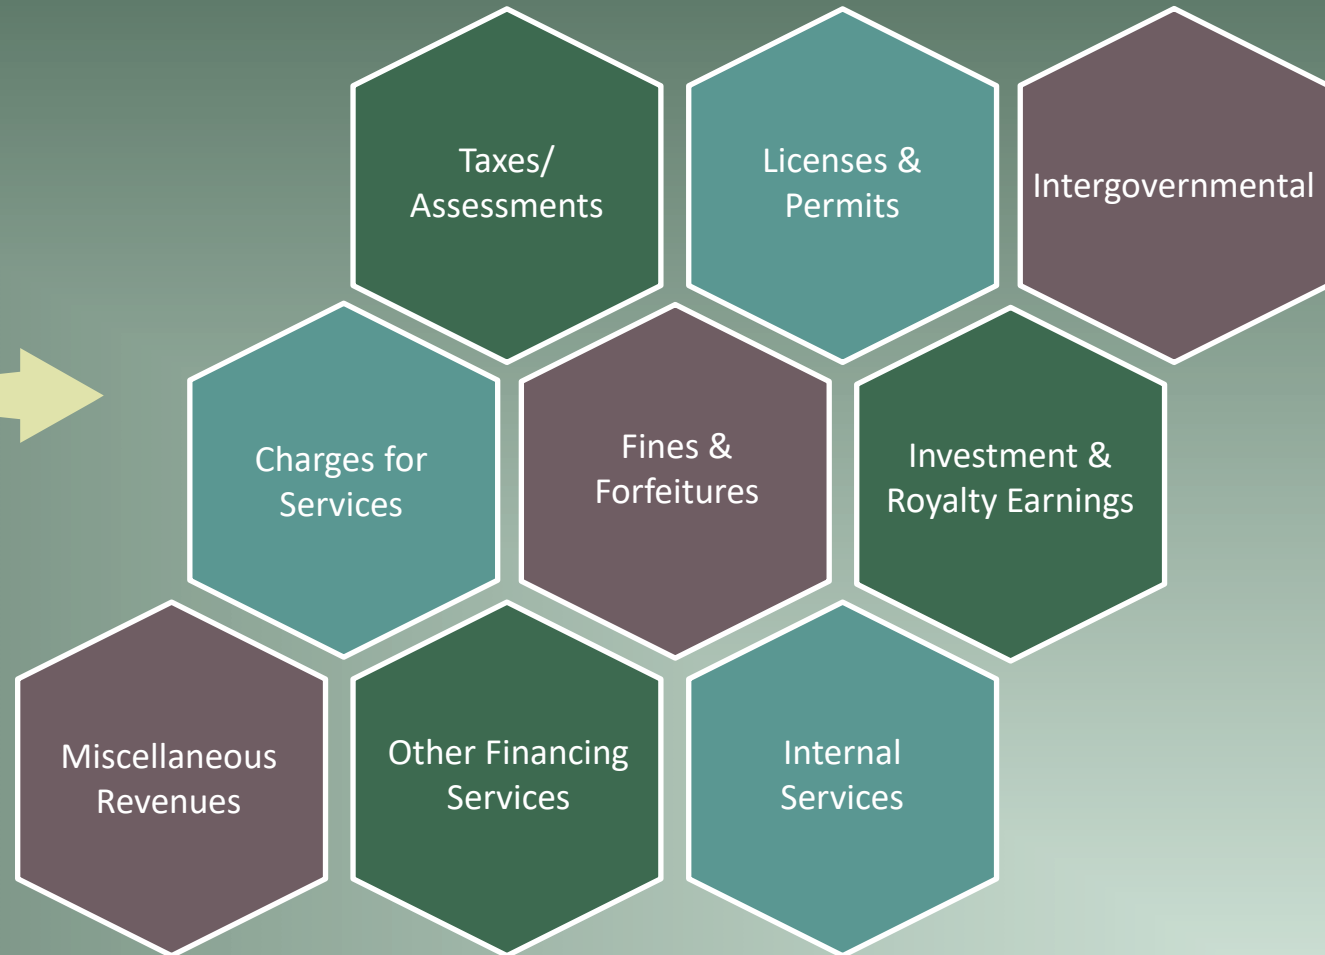 Taxes/
Assessments
Licenses &
Permits
Intergovernmental
Charges for
Services
Fines &
Forfeitures
Investment &
Royalty Earnings
Miscellaneous
Revenues
Other Financing
Services
Internal
Services